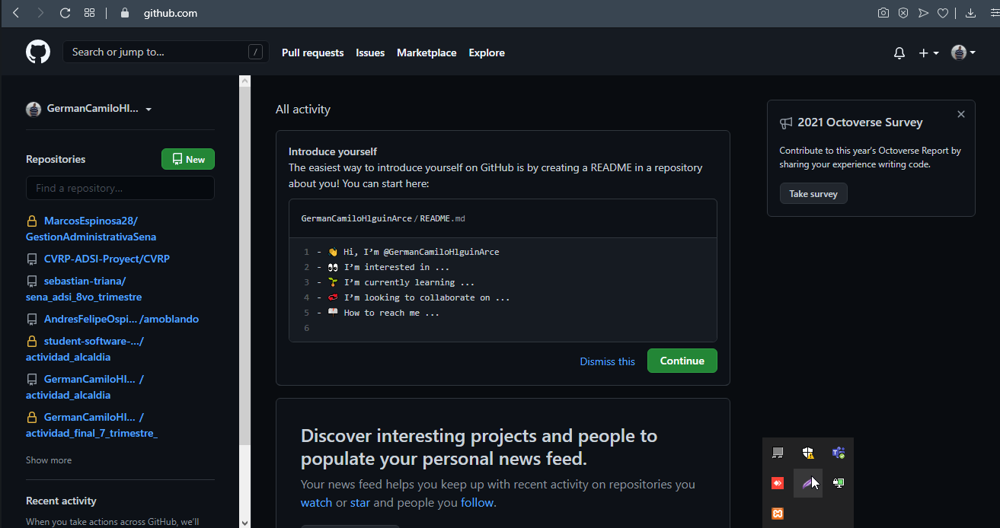 github.com
Search or jump to...
/
Pull requests
Issues
Marketplace
Explore
GermanCamiloHI...
Repositories
New
Find a repository...
MarcosEspinosa28/
GestionAdministrativaSena
CVRP-ADSI-Proyect/CVRP
sebastian-triana/
sena_adsi_8vo_trimestre
AndresFelipeOspi... /amoblando
student-software-.../
actividad_alcaldia
GermanCamiloHI... /
actividad_alcaldia
GermanCamiloHI... /
actividad_final_7_trimestre_
Show more
Recent activity
When you take actions across GitHub, we'll
All activity
Introduce yourself
The easiest way to introduce yourself on GitHub is by creating a README in a repository
about you! You can start here:
GermanCamiloHlguinArce / README.md
1 - 👋 Hi, I’m @GermanCamiloHlguinArce
2 - 👀 I’m interested in ...
3 - 🌱 I’m currently learning ...
4 - 💞️ I’m looking to collaborate on ...
5 - 📫 How to reach me ...
6
Dismiss this
Continue
Discover interesting projects and people to
populate your personal news feed.
Your news feed helps you keep up with recent activity on repositories you
watch or star and people you follow.
2021 Octoverse Survey
Contribute to this year's Octoverse Report by
sharing your experience writing code.
Take survey